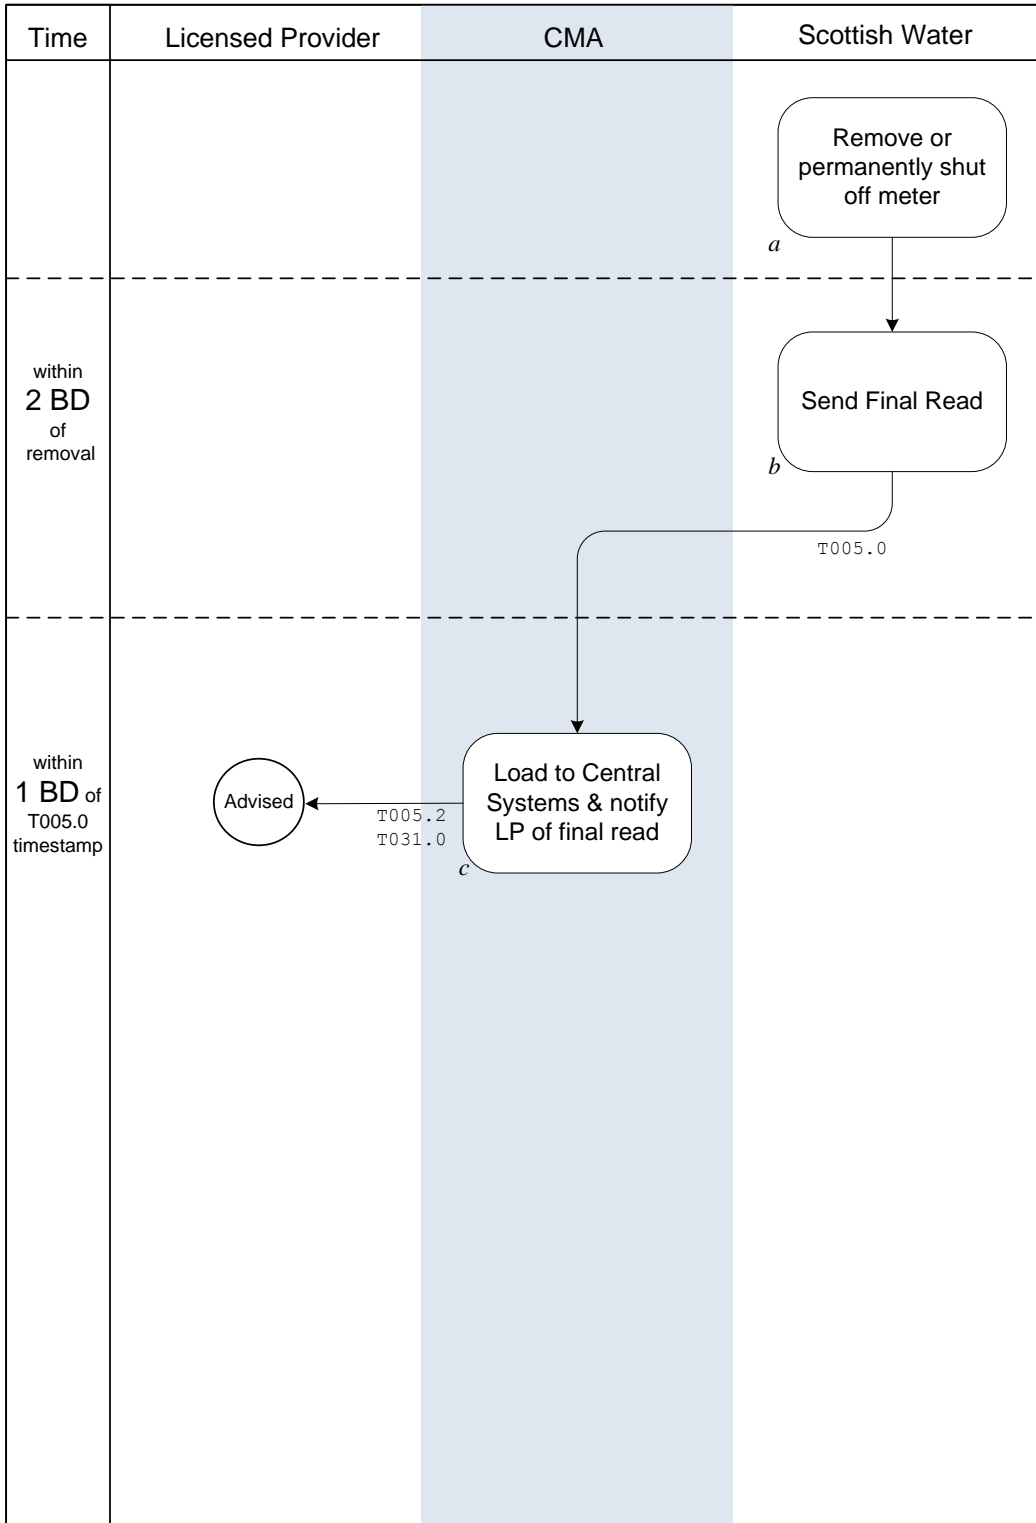 Time
Licensed Provider
CMA
Scottish Water
Remove or
permanently shut
off meter
a
within
2 BD
of
removal
Send Final Read
b
T005.0
within
1 BD of
T005.0
timestamp
Advised
T005.2
T031.0
Load to Central
Systems & notify
LP of final read
c